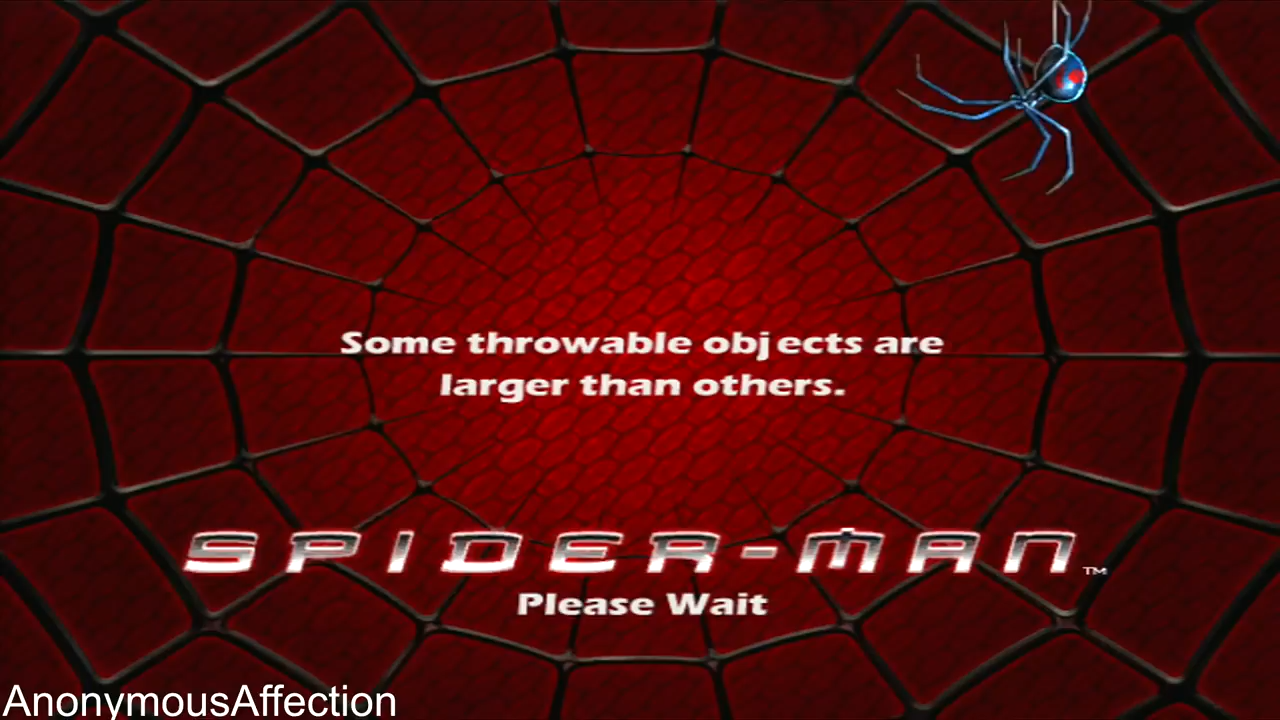 Some throwable objects are
larger than others.
SPIDER-MAN™
Please Wait
AnonymousAffection